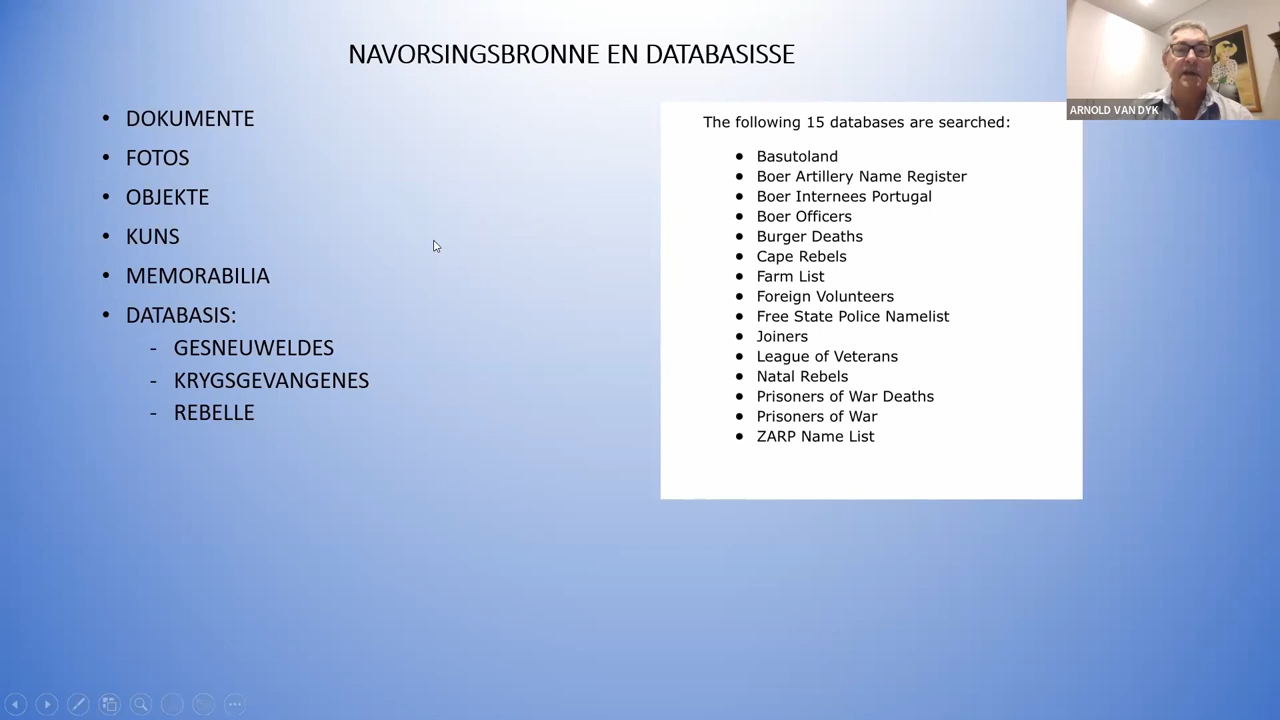 NAVORSINGSBRONNE EN DATABASISSE
• DOKUMENTE
• FOTOS
• OBJEKTE
• KUNS
• MEMORABILIA
• DATABASIS:
- GESNEUWELDES
- KRYGSGEVANGENES
- REBELLE
The following 15 databases are searched:
• Basutoland
• Boer Artillery Name Register
• Boer Internees Portugal
• Boer Officers
• Burger Deaths
• Cape Rebels
• Farm List
• Foreign Volunteers
• Free State Police Namelist
• Joiners
• League of Veterans
• Natal Rebels
• Prisoners of War Deaths
• Prisoners of War
• ZARP Name List
ARNOLD VAN DYK